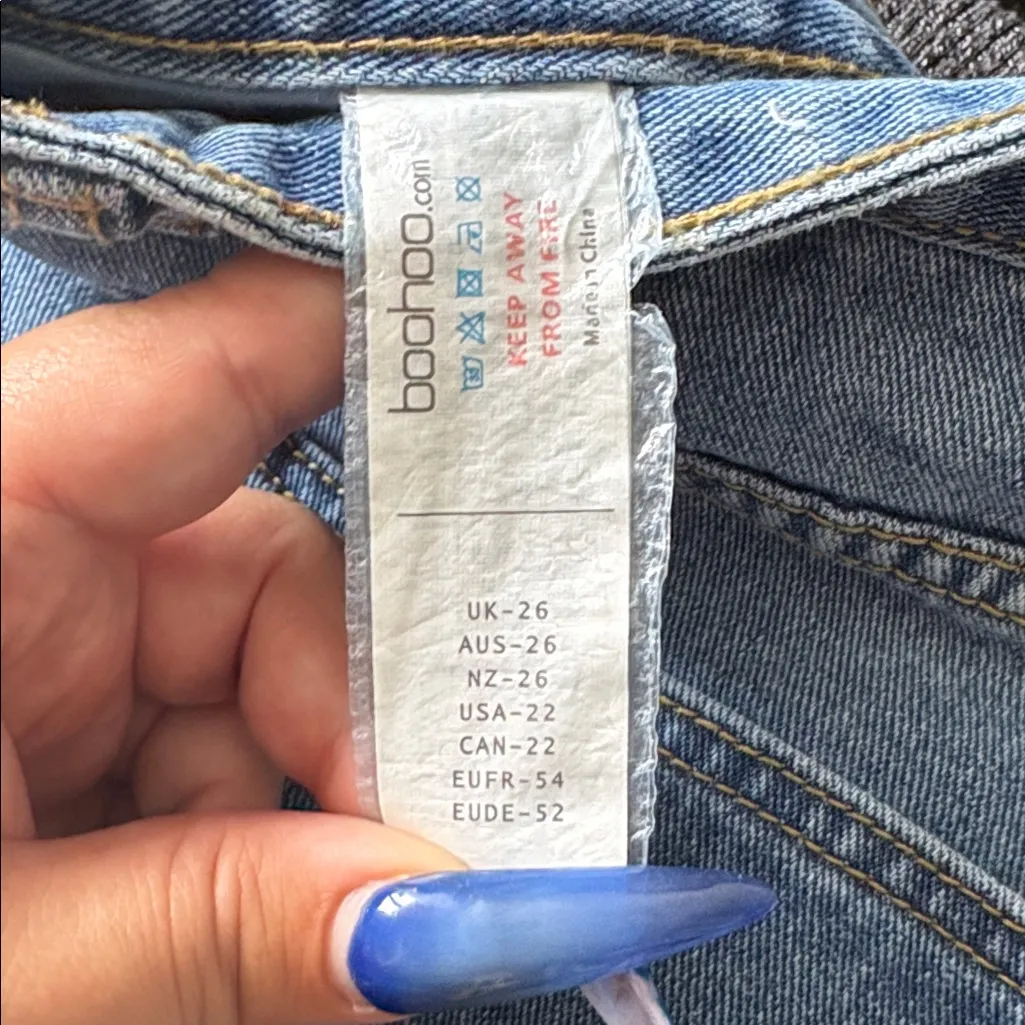 boohoo.com
KEEP AWAY
FROM FIRE
Made in China
UK-26
AUS-26
NZ-26
USA-22
CAN-22
EUFR-54
EUDE-52